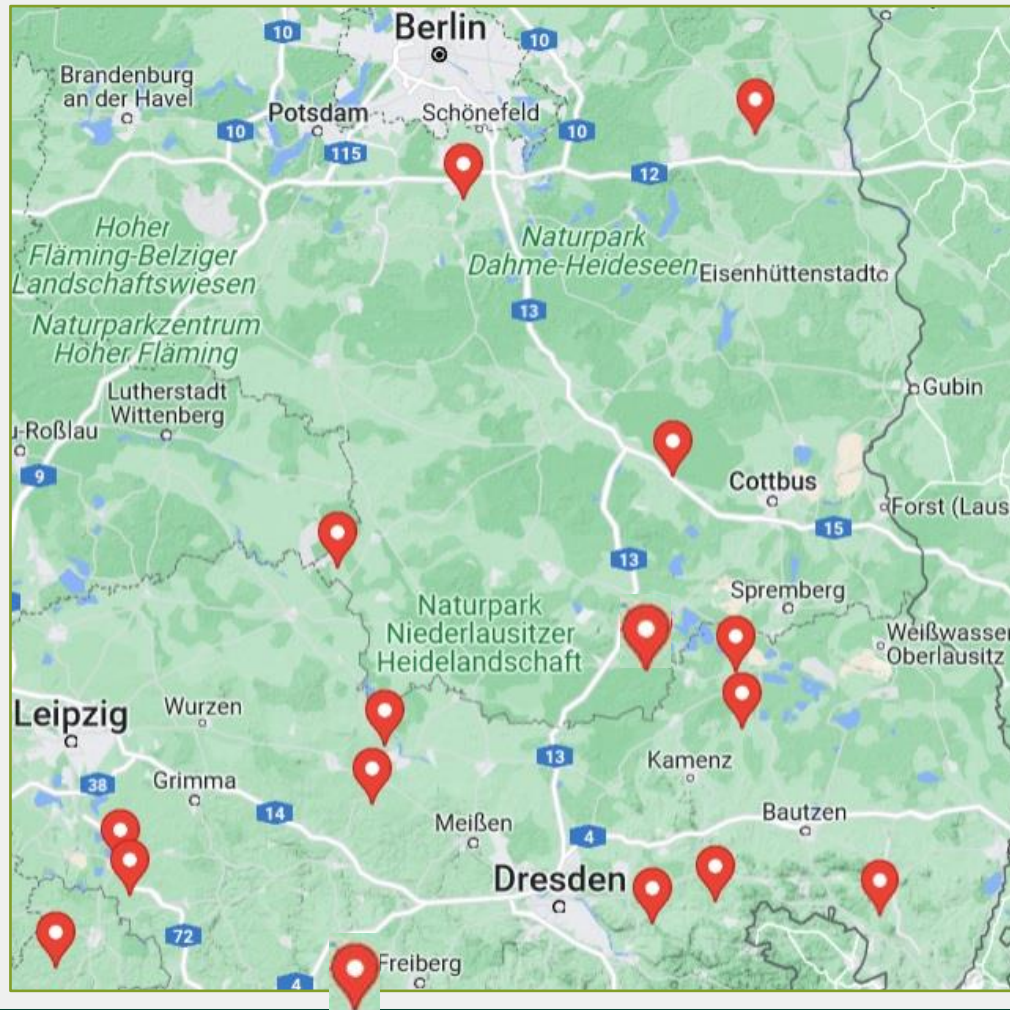 Berlin
10
10
Brandenburg
an der Havel
Potsdam
Schönefeld
10
10
115
12
Hoher
Fläming-Belziger
Landschaftswiesen
Naturpark
Dahme-Heideseen
Eisenhüttenstadt
13
Naturparkzentrum
Hoher Fläming
Lutherstadt
Wittenberg
Gubin
u-Roßlau
9
Cottbus
Forst (Laus
15
13
Spremberg
Naturpark
Niederlausitzer
Heidelandschaft
Weißwasser
Oberlausitz
Leipzig
Wurzen
13
Kamenz
38
Grimma
14
Meißen
4
Bautzen
Dresden
72
Freiberg
4